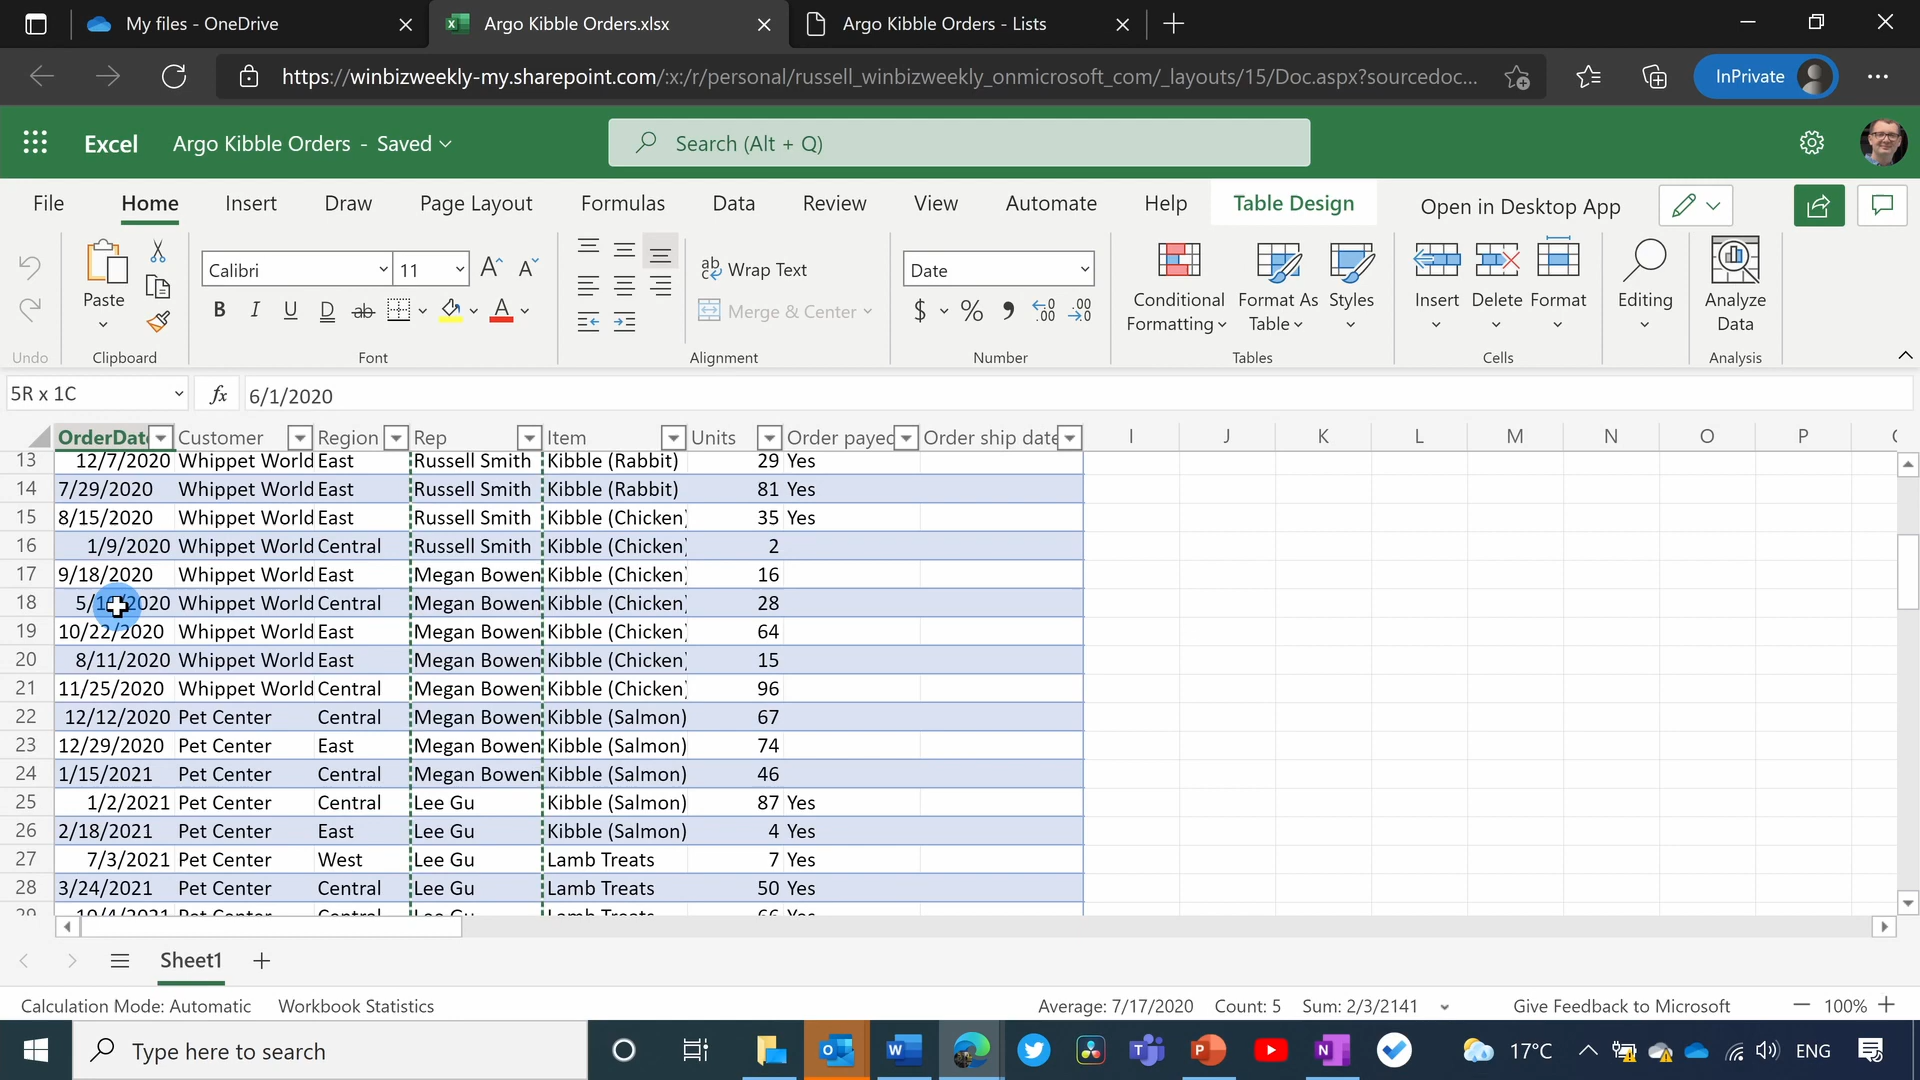 My files - OneDrive
Argo Kibble Orders.xlsx
Argo Kibble Orders - Lists
https://winbizweekly-my.sharepoint.com/:x:/r/personal/russell_winbizweekly_onmicrosoft_com/_layouts/15/Doc.aspx?sourcedoc...
InPrivate
Excel Argo Kibble Orders - Saved
Search (Alt + Q)
File Home Insert Draw Page Layout Formulas Data Review View Automate Help Table Design Open in Desktop App
Paste
Calibri 11
Wrap Text
Merge & Center
Date
Conditional Formatting
Format As Table
Styles
Insert Delete Format
Editing
Analyze Data
Undo Clipboard Font Alignment Number Tables Cells Analysis
5R x 1C fx 6/1/2020
OrderDat Customer Region Rep Item Units Order payed Order ship date I J K L M N O P
13 12/7/2020 Whippet World East Russell Smith Kibble (Rabbit) 29 Yes
14 7/29/2020 Whippet World East Russell Smith Kibble (Rabbit) 81 Yes
15 8/15/2020 Whippet World East Russell Smith Kibble (Chicken) 35 Yes
16 1/9/2020 Whippet World Central Russell Smith Kibble (Chicken) 2
17 9/18/2020 Whippet World East Megan Bowen Kibble (Chicken) 16
18 Whippet World Central Megan Bowen Kibble (Chicken) 28
19 10/22/2020 Whippet World East Megan Bowen Kibble (Chicken) 64
20 8/11/2020 Whippet World East Megan Bowen Kibble (Chicken) 15
21 11/25/2020 Whippet World Central Megan Bowen Kibble (Chicken) 96
22 12/12/2020 Pet Center Central Megan Bowen Kibble (Salmon) 67
23 12/29/2020 Pet Center East Megan Bowen Kibble (Salmon) 74
24 1/15/2021 Pet Center Central Megan Bowen Kibble (Salmon) 46
25 1/2/2021 Pet Center Central Lee Gu Kibble (Salmon) 87 Yes
26 2/18/2021 Pet Center East Lee Gu Kibble (Salmon) 4 Yes
27 7/3/2021 Pet Center West Lee Gu Lamb Treats 7 Yes
28 3/24/2021 Pet Center Central Lee Gu Lamb Treats 50 Yes
29 10/4/2021 Pet Center Central Lee Gu Lamb Treats 66 Yes
Sheet1
Calculation Mode: Automatic Workbook Statistics Average: 7/17/2020 Count: 5 Sum: 2/3/2141 Give Feedback to Microsoft 100%
Type here to search
17°C ENG